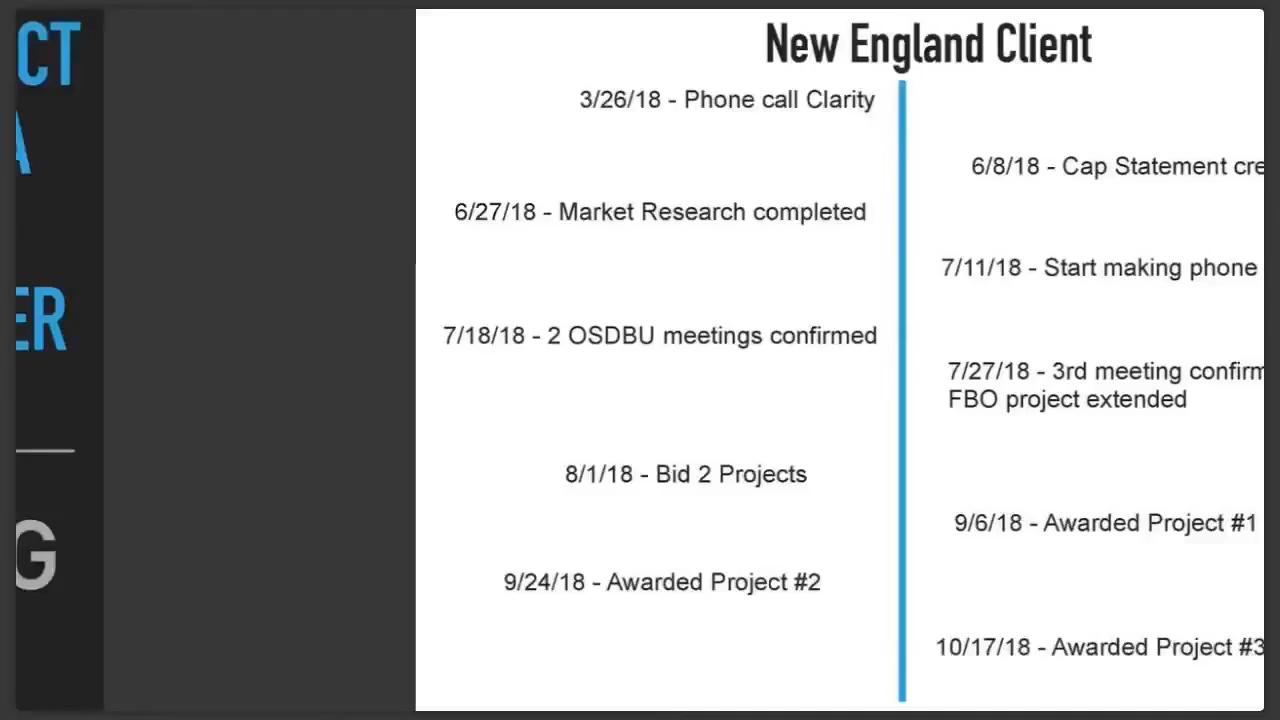 CT
A
ER
G
New England Client
3/26/18 - Phone call Clarity
6/8/18 - Cap Statement cre
6/27/18 - Market Research completed
7/11/18 - Start making phone
7/18/18 - 2 OSDBU meetings confirmed
7/27/18 - 3rd meeting confirm
FBO project extended
8/1/18 - Bid 2 Projects
9/6/18 - Awarded Project #1
9/24/18 - Awarded Project #2
10/17/18 - Awarded Project #3